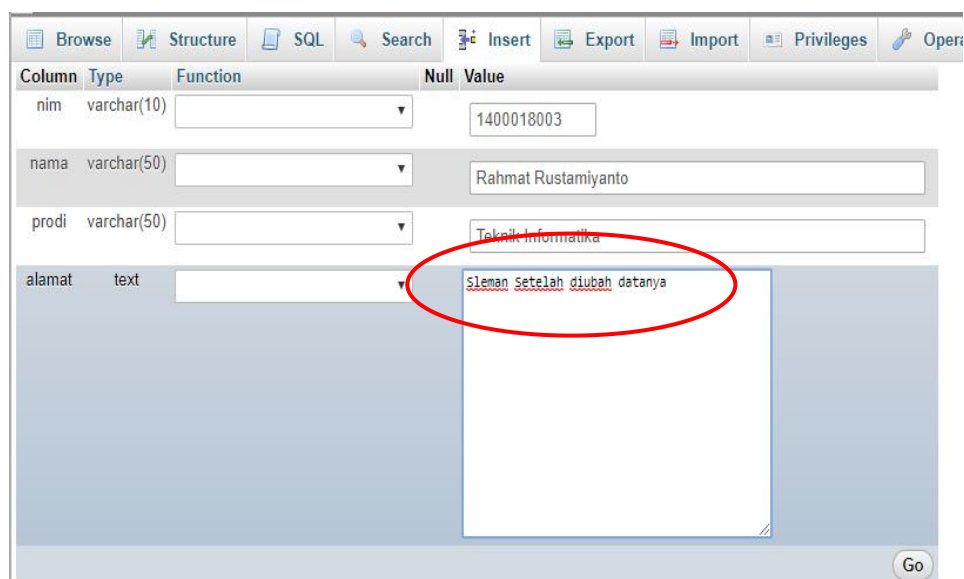 Browse Structure SQL Search Insert Export Import Privileges Opera
Column Type Function Null Value
nim varchar(10) 1400018003
nama varchar(50) Rahmat Rustamiyanto
prodi varchar(50) Teknik Informatika
alamat text Sleman Setelah diubah datanya
Go